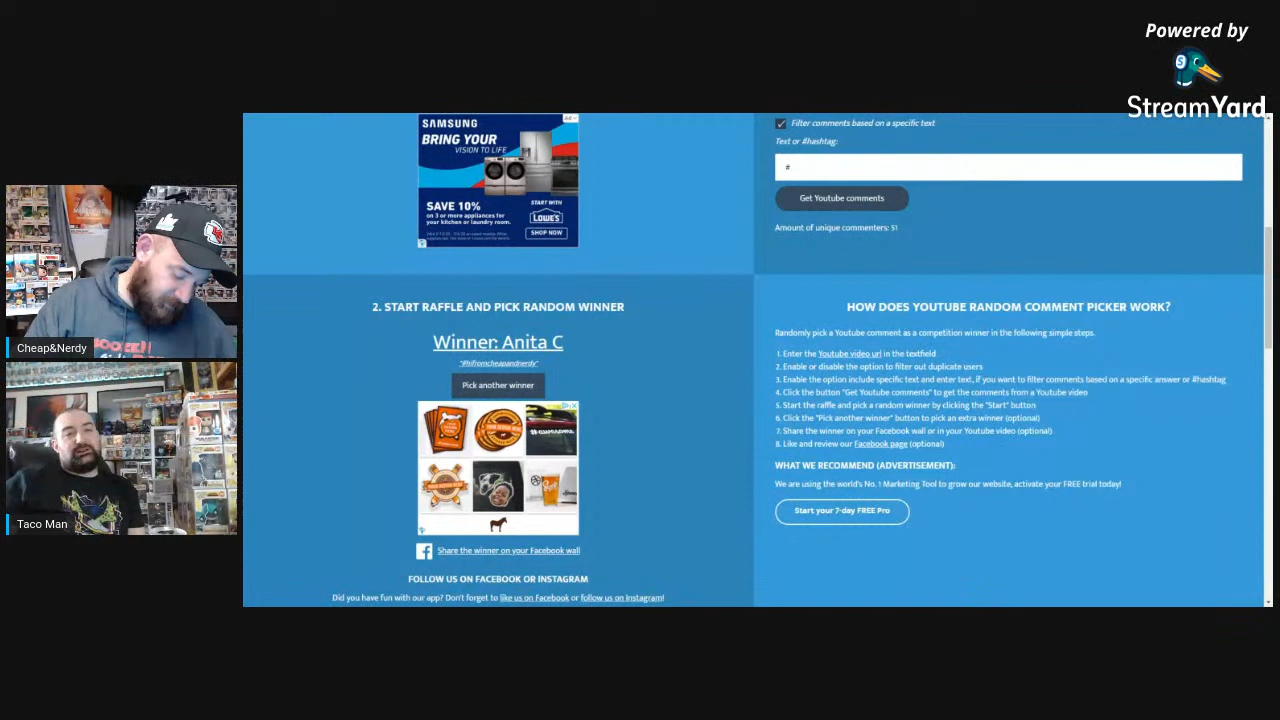 Powered by
StreamYard
SAMSUNG
BRING YOUR
VISION TO LIFE
SAVE 10%
on 3 or more appliances for
your kitchen or laundry room.
START WITH
LOWE'S
SHOP NOW
Filter comments based on a specific text
Text or #hashtag:
#
Get Youtube comments
Amount of unique commenters: 51
Cheap&Nerdy
Taco Man
2. START RAFFLE AND PICK RANDOM WINNER
Winner: Anita C
"#hifromcheapandnerdy"
Pick another winner
Share the winner on your Facebook wall
FOLLOW US ON FACEBOOK OR INSTAGRAM
Did you have fun with our app? Don't forget to like us on Facebook or follow us on Instagram!
HOW DOES YOUTUBE RANDOM COMMENT PICKER WORK?
Randomly pick a Youtube comment as a competition winner in the following simple steps.
1. Enter the Youtube video url in the textfield
2. Enable or disable the option to filter out duplicate users
3. Enable the option include specific text and enter text, if you want to filter comments based on a specific answer or #hashtag
4. Click the button "Get Youtube comments" to get the comments from a Youtube video
5. Start the raffle and pick a random winner by clicking the "Start" button
6. Click the "Pick another winner" button to pick an extra winner (optional)
7. Share the winner on your Facebook wall or in your Youtube video (optional)
8. Like and review our Facebook page (optional)
WHAT WE RECOMMEND (ADVERTISEMENT):
We are using the world's No. 1 Marketing Tool to grow our website, activate your FREE trial today!
Start your 7-day FREE Pro